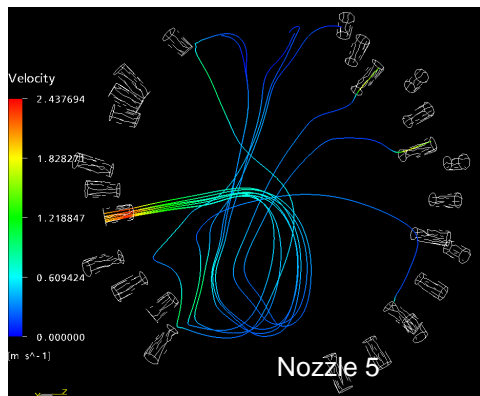 Velocity
2.437694
1.828271
1.218847
0.609424
0.000000
[m s^-1]
Nozzle 5
Z